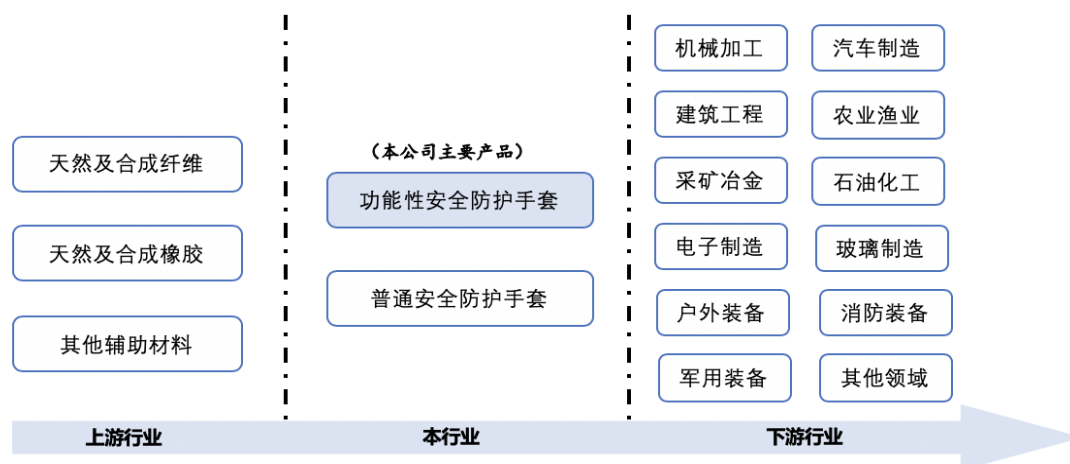 天然及合成纤维
天然及合成橡胶
其他辅助材料
（本公司主要产品）
功能性安全防护手套
普通安全防护手套
机械加工
汽车制造
建筑工程
农业渔业
采矿冶金
石油化工
电子制造
玻璃制造
户外装备
消防装备
军用装备
其他领域
上游行业
本行业
下游行业